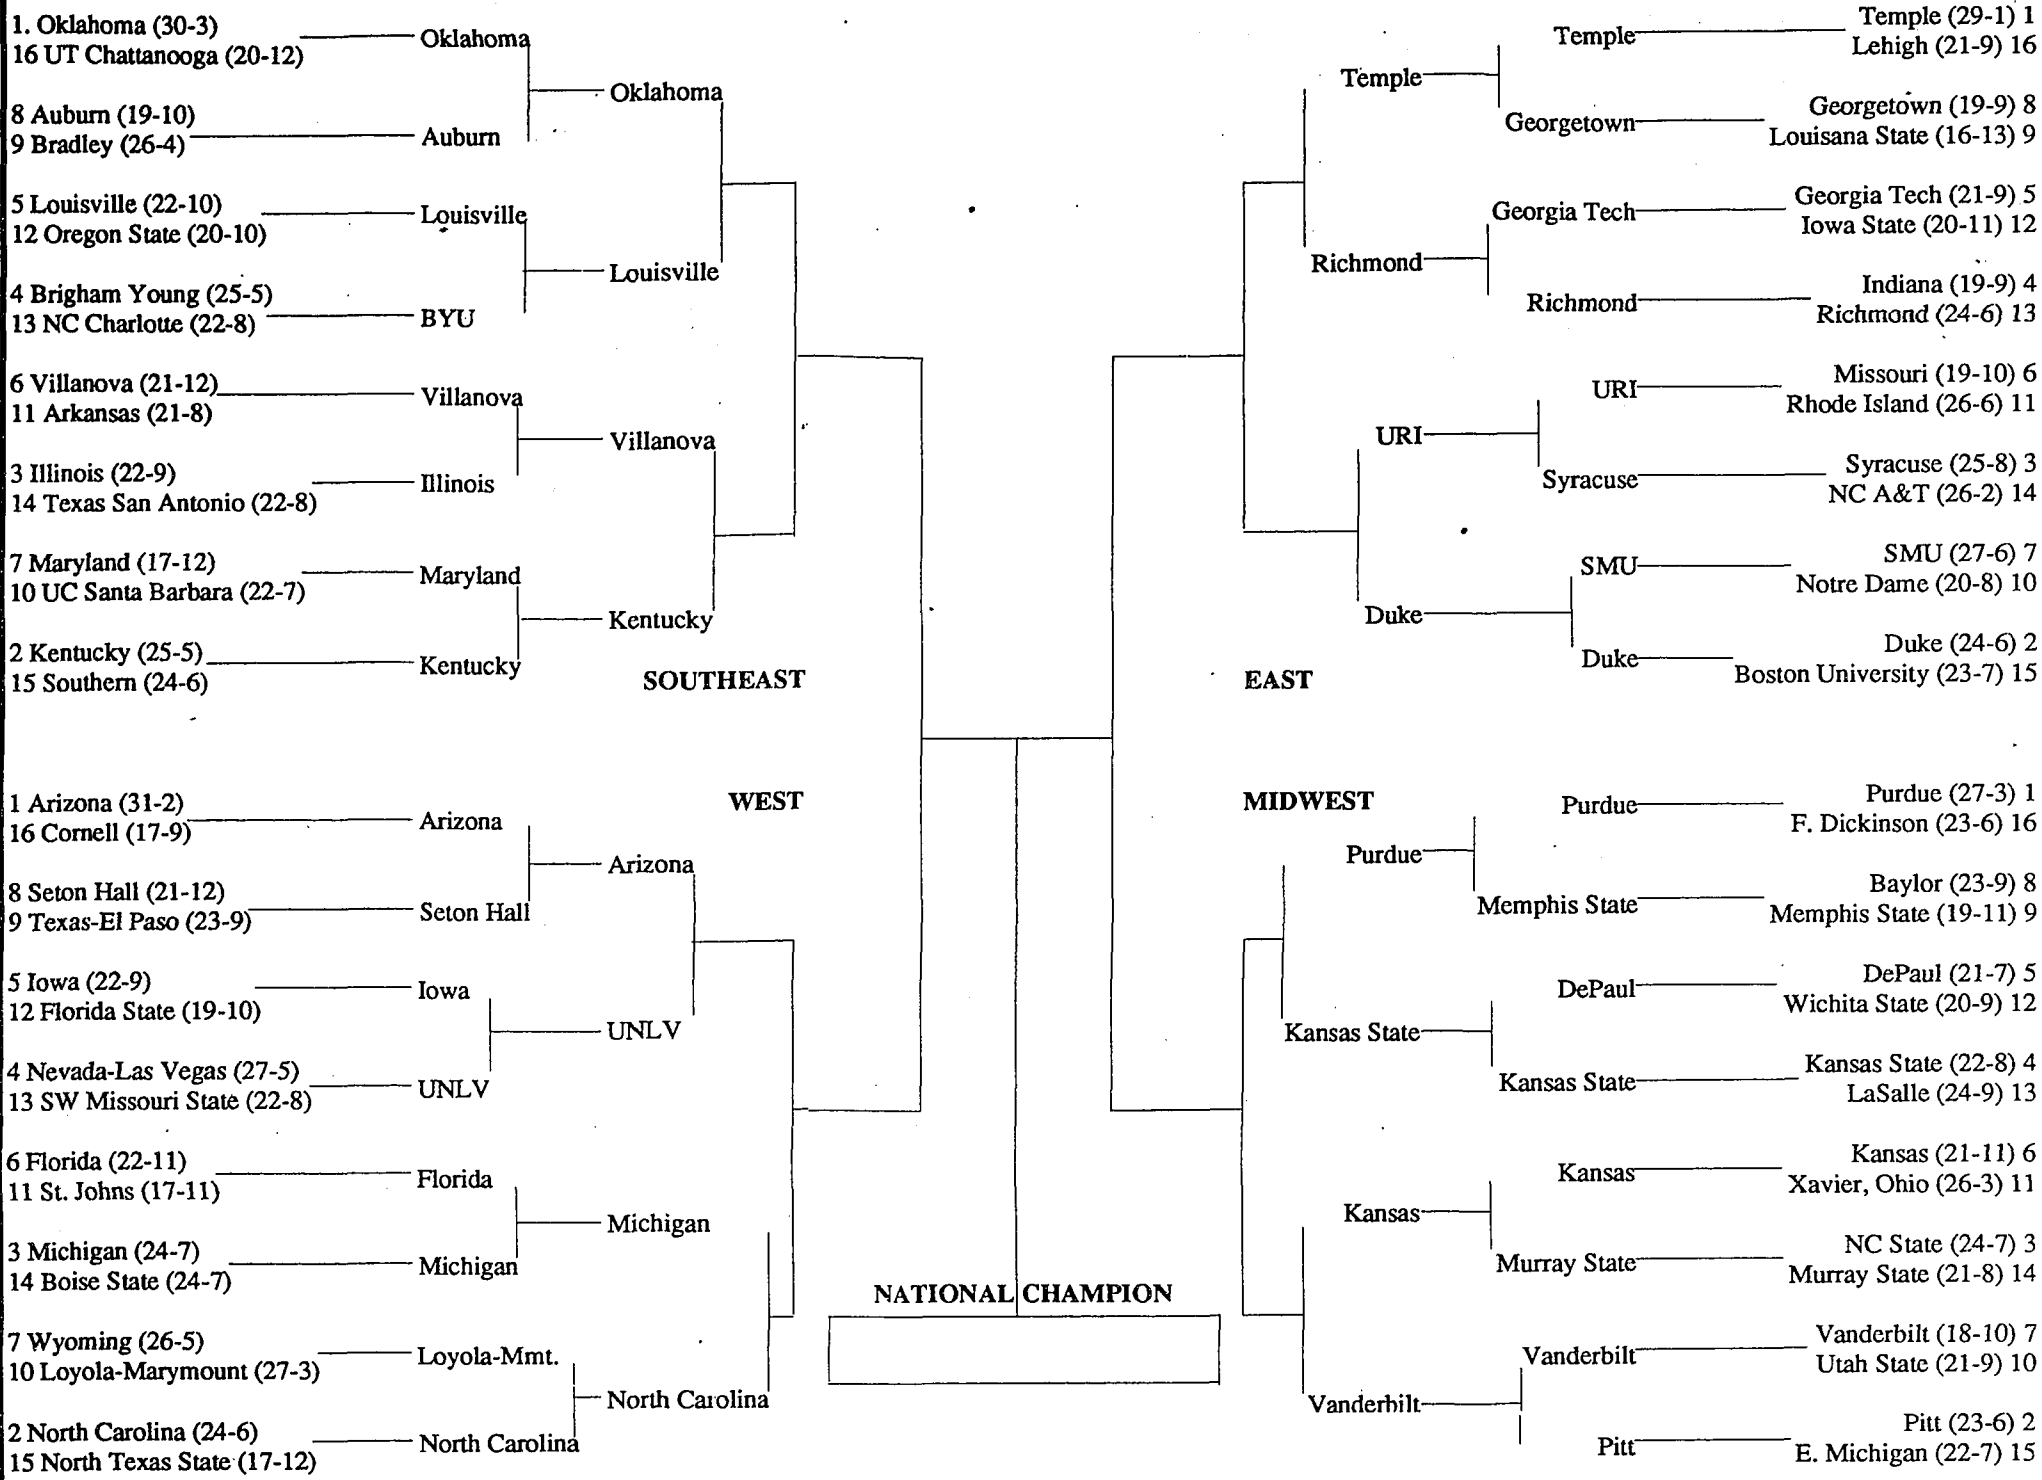 1. Oklahoma (30-3)
16 UT Chattanooga (20-12)
Oklahoma
8 Auburn (19-10)
9 Bradley (26-4)
Auburn
Oklahoma
5 Louisville (22-10)
12 Oregon State (20-10)
Louisville
4 Brigham Young (25-5)
13 NC Charlotte (22-8)
BYU
Louisville
6 Villanova (21-12)
11 Arkansas (21-8)
Villanova
3 Illinois (22-9)
14 Texas San Antonio (22-8)
Illinois
Villanova
7 Maryland (17-12)
10 UC Santa Barbara (22-7)
Maryland
2 Kentucky (25-5)
15 Southern (24-6)
Kentucky
Kentucky
SOUTHEAST
Temple (29-1) 1
Lehigh (21-9) 16
Temple
Georgetown (19-9) 8
Louisana State (16-13) 9
Georgetown
Temple
Georgia Tech (21-9) 5
Iowa State (20-11) 12
Georgia Tech
Indiana (19-9) 4
Richmond (24-6) 13
Richmond
Richmond
Missouri (19-10) 6
Rhode Island (26-6) 11
URI
Syracuse (25-8) 3
NC A&T (26-2) 14
Syracuse
URI
SMU (27-6) 7
Notre Dame (20-8) 10
SMU
Duke (24-6) 2
Boston University (23-7) 15
Duke
Duke
EAST
WEST
1 Arizona (31-2)
16 Cornell (17-9)
Arizona
8 Seton Hall (21-12)
9 Texas-El Paso (23-9)
Seton Hall
Arizona
5 Iowa (22-9)
12 Florida State (19-10)
Iowa
4 Nevada-Las Vegas (27-5)
13 SW Missouri State (22-8)
UNLV
UNLV
6 Florida (22-11)
11 St. Johns (17-11)
Florida
3 Michigan (24-7)
14 Boise State (24-7)
Michigan
Michigan
7 Wyoming (26-5)
10 Loyola-Marymount (27-3)
Loyola-Mmt.
2 North Carolina (24-6)
15 North Texas State (17-12)
North Carolina
North Carolina
MIDWEST
Purdue (27-3) 1
F. Dickinson (23-6) 16
Purdue
Baylor (23-9) 8
Memphis State (19-11) 9
Memphis State
Purdue
DePaul (21-7) 5
Wichita State (20-9) 12
DePaul
Kansas State (22-8) 4
LaSalle (24-9) 13
Kansas State
Kansas State
Kansas (21-11) 6
Xavier, Ohio (26-3) 11
Kansas
NC State (24-7) 3
Murray State (21-8) 14
Murray State
Kansas
Vanderbilt (18-10) 7
Utah State (21-9) 10
Vanderbilt
Pitt (23-6) 2
E. Michigan (22-7) 15
Pitt
Vanderbilt
NATIONAL CHAMPION